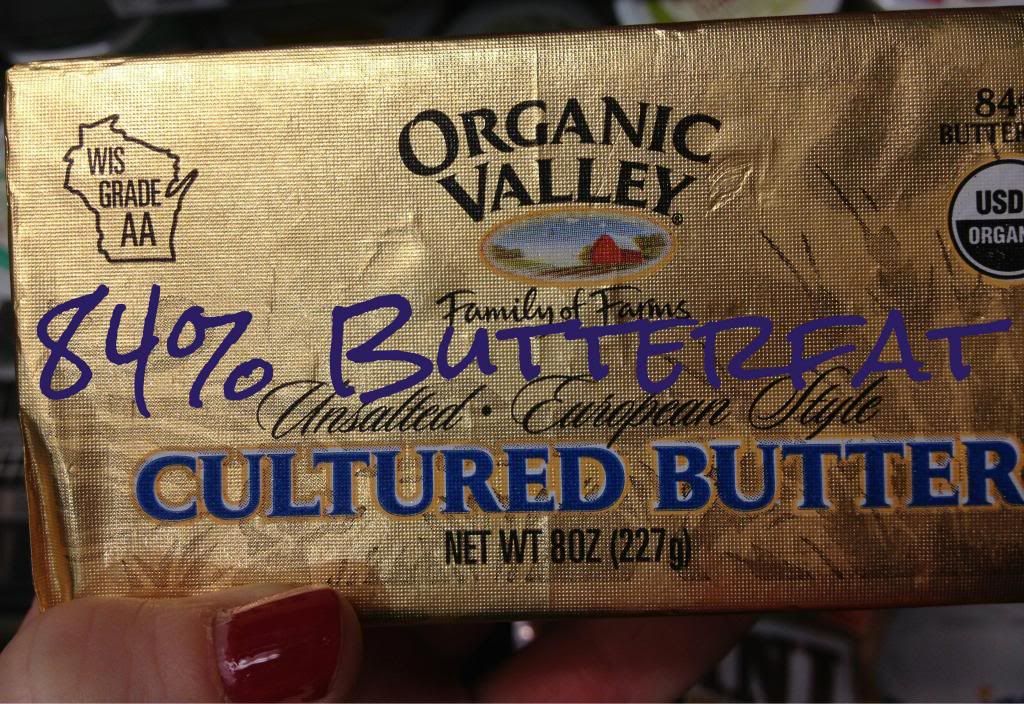 WIS
GRADE
AA
ORGANIC
VALLEY®
Family of Farms
84
BUTTER
USD
ORGAN
84% BUTTERFAT
Unsalted • European Style
CULTURED BUTTER
NET WT 8OZ (227g)